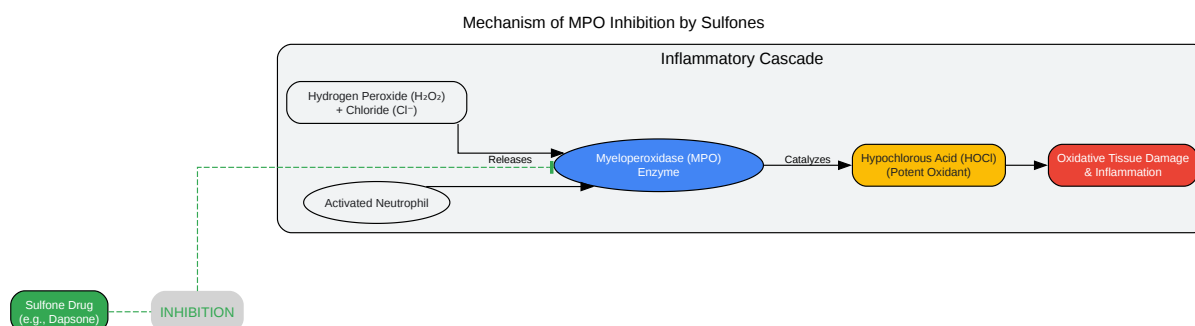 Mechanism of MPO Inhibition by Sulfones
Inflammatory Cascade
Hydrogen Peroxide (H₂O₂)
+ Chloride (Cl⁻)
Releases
Myeloperoxidase (MPO)
Enzyme
Catalyzes
Hypochlorous Acid (HOCl)
(Potent Oxidant)
Oxidative Tissue Damage
& Inflammation
Activated Neutrophil
Sulfone Drug
(e.g., Dapsone)
INHIBITION